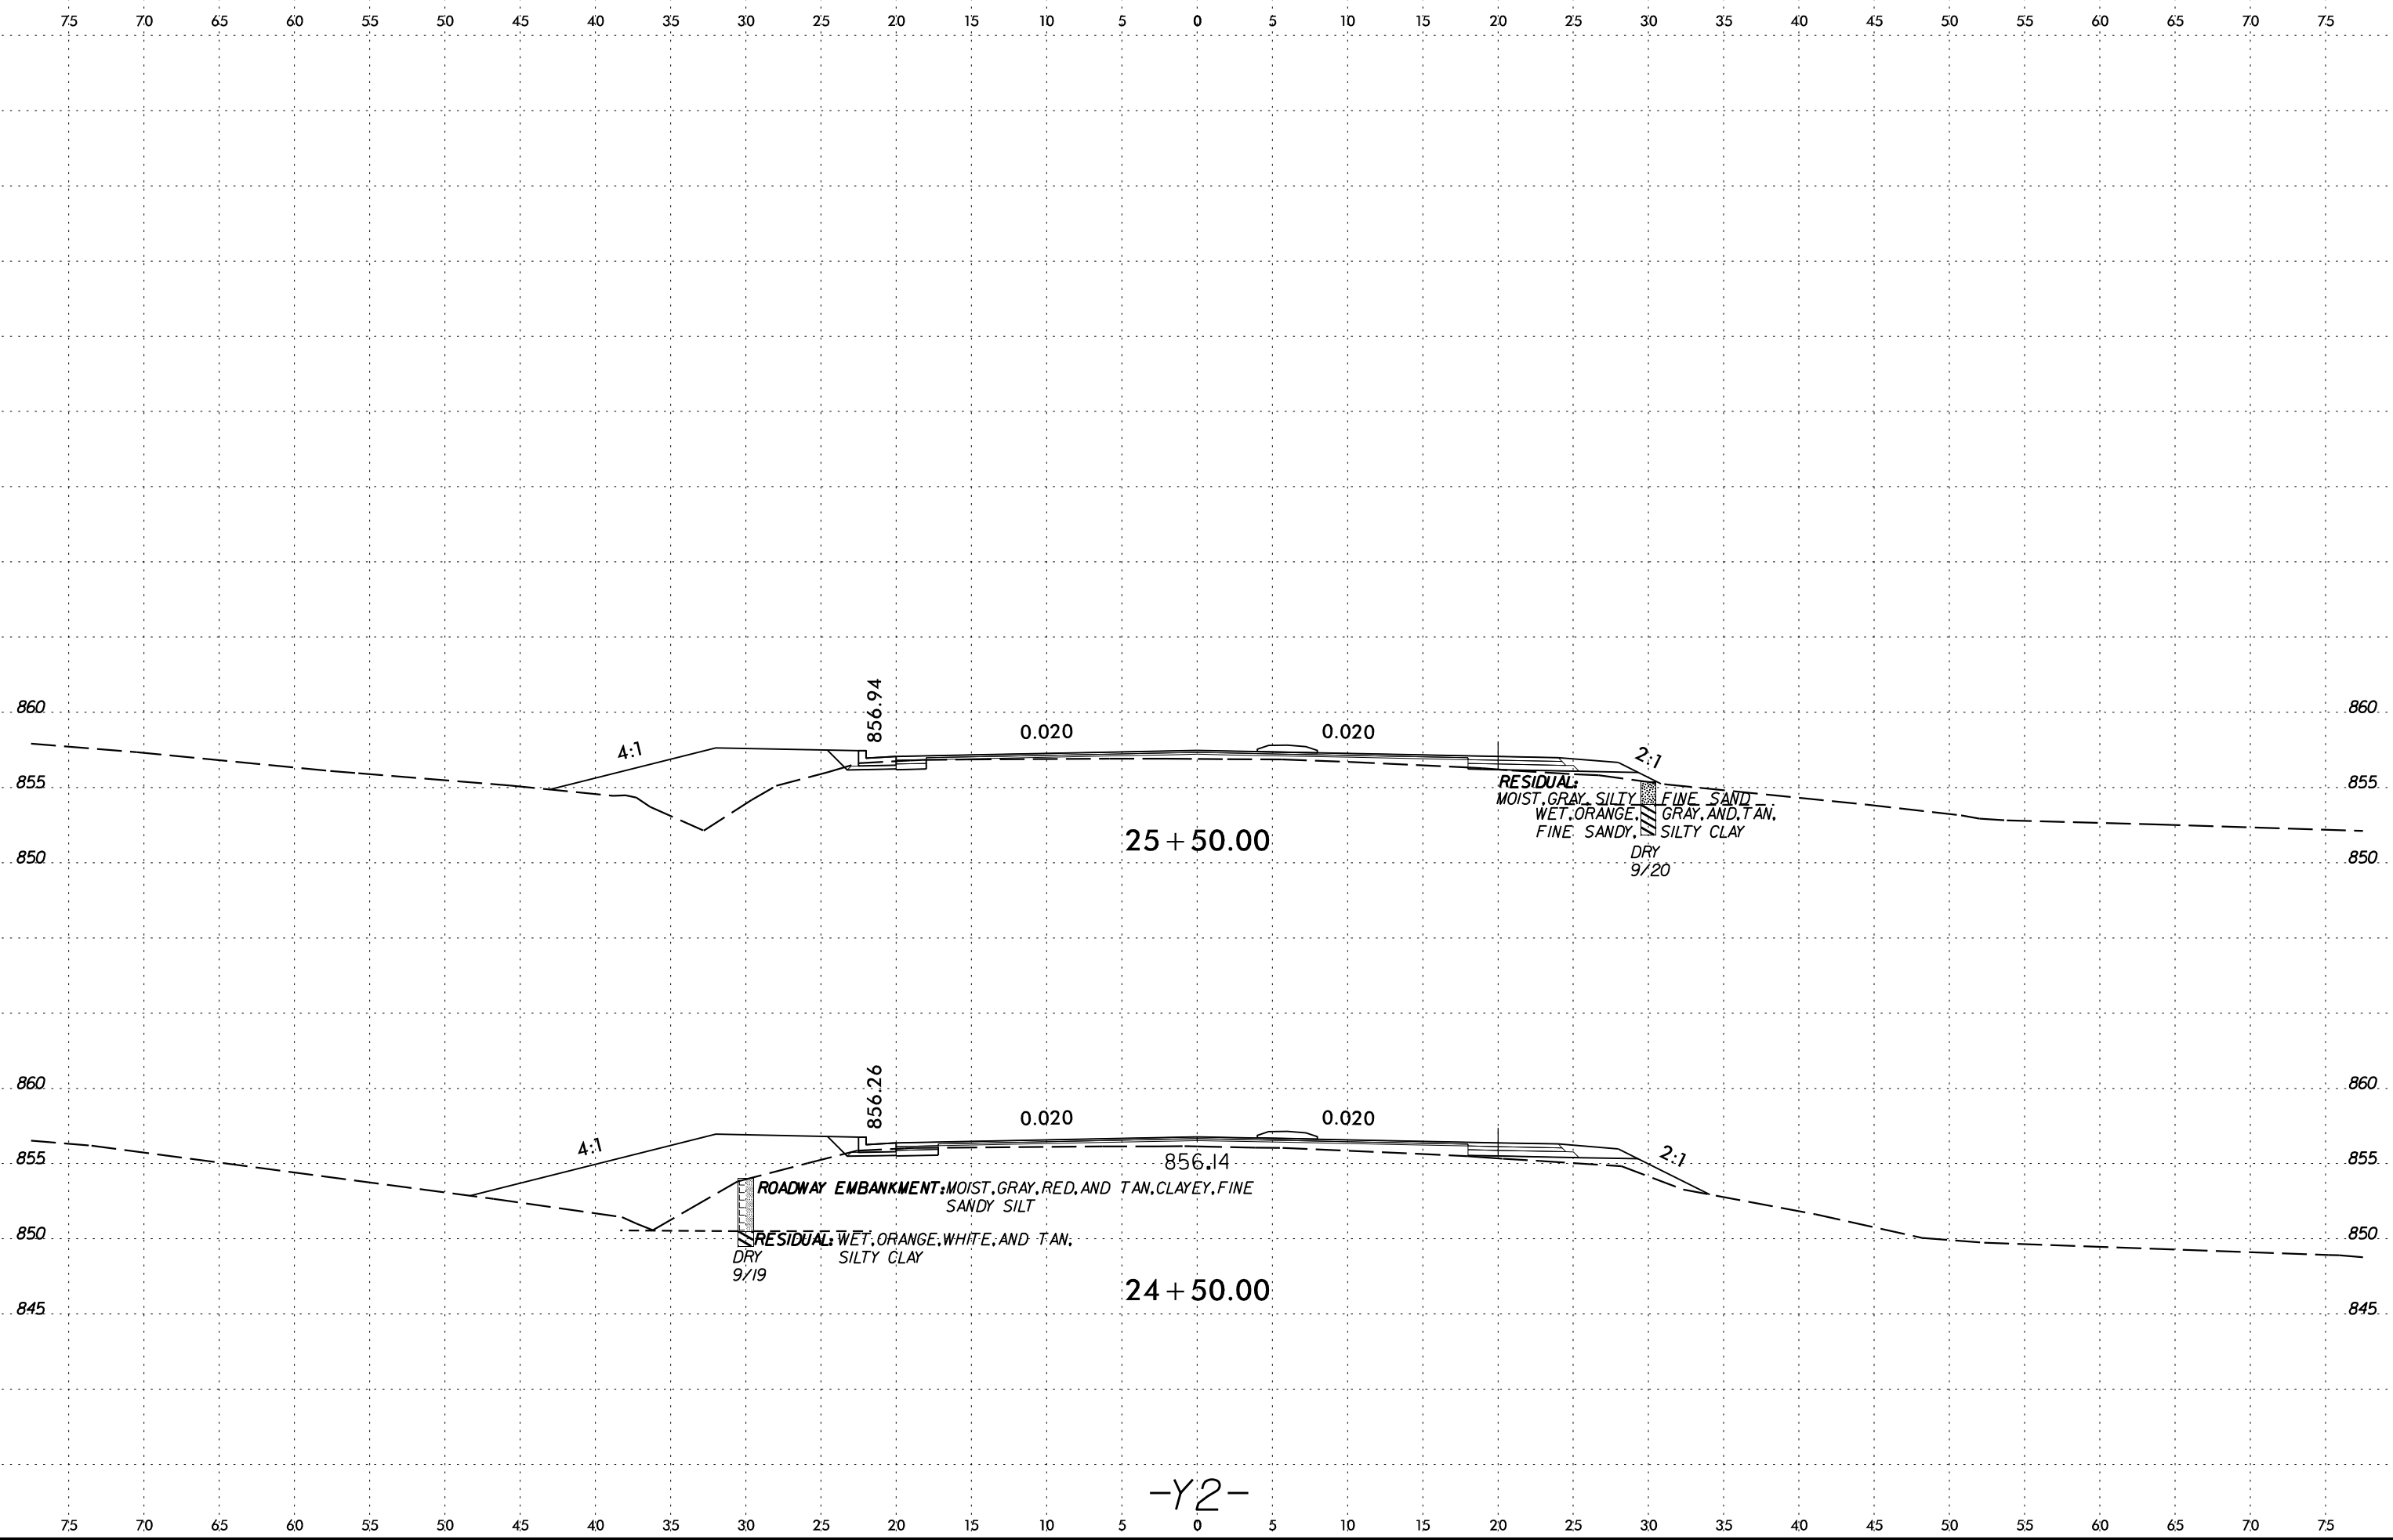 75 70 65 60 55 50 45 40 35 30 25 20 15 10 5 0 5 10 15 20 25 30 35 40 45 50 55 60 65 70 75
856.94
860 860
4:1 0.020 0.020 2:1
855 855
RESIDUAL:
MOIST, GRAY, SILTY FINE SAND
WET, ORANGE, GRAY, AND, TAN,
FINE SANDY, SILTY CLAY
25+50.00
850 850
DRY
9/20
856.26
860 860
4:1 0.020 0.020 2:1
855 856.14 855
ROADWAY EMBANKMENT: MOIST, GRAY, RED, AND TAN, CLAYEY, FINE
SANDY SILT
850 850
RESIDUAL: WET, ORANGE, WHITE, AND TAN,
SILTY CLAY
DRY
9/19
24+50.00
845 845
-Y2-
75 70 65 60 55 50 45 40 35 30 25 20 15 10 5 0 5 10 15 20 25 30 35 40 45 50 55 60 65 70 75